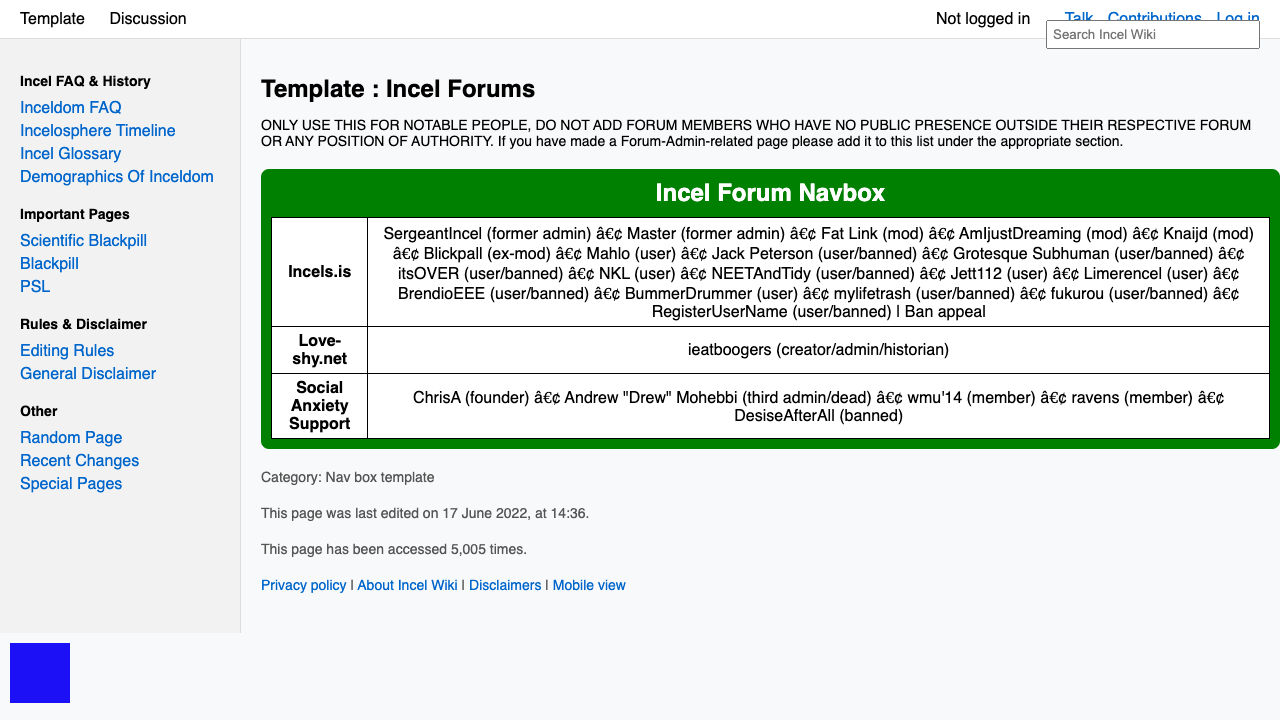 Template Discussion Not logged in Talk Contributions Log in
Search Incel Wiki
Incel FAQ & History
Inceldom FAQ
Incelosphere Timeline
Incel Glossary
Demographics Of Inceldom
Important Pages
Scientific Blackpill
Blackpill
PSL
Rules & Disclaimer
Editing Rules
General Disclaimer
Other
Random Page
Recent Changes
Special Pages
Template : Incel Forums
ONLY USE THIS FOR NOTABLE PEOPLE, DO NOT ADD FORUM MEMBERS WHO HAVE NO PUBLIC PRESENCE OUTSIDE THEIR RESPECTIVE FORUM
OR ANY POSITION OF AUTHORITY. If you have made a Forum-Admin-related page please add it to this list under the appropriate section.
Incel Forum Navbox
Incels.is
SergeantIncel (former admin) â€¢ Master (former admin) â€¢ Fat Link (mod) â€¢ AmIjustDreaming (mod) â€¢ Knaijd (mod)
â€¢ Blickpall (ex-mod) â€¢ Mahlo (user) â€¢ Jack Peterson (user/banned) â€¢ Grotesque Subhuman (user/banned) â€¢
itsOVER (user/banned) â€¢ NKL (user) â€¢ NEETAndTidy (user/banned) â€¢ Jett112 (user) â€¢ Limerencel (user) â€¢
BrendioEEE (user/banned) â€¢ BummerDrummer (user) â€¢ mylifetrash (user/banned) â€¢ fukurou (user/banned) â€¢
RegisterUserName (user/banned) | Ban appeal
Love-
shy.net
ieatboogers (creator/admin/historian)
Social
Anxiety
Support
ChrisA (founder) â€¢ Andrew "Drew" Mohebbi (third admin/dead) â€¢ wmu'14 (member) â€¢ ravens (member) â€¢
DesiseAfterAll (banned)
Category: Nav box template
This page was last edited on 17 June 2022, at 14:36.
This page has been accessed 5,005 times.
Privacy policy | About Incel Wiki | Disclaimers | Mobile view